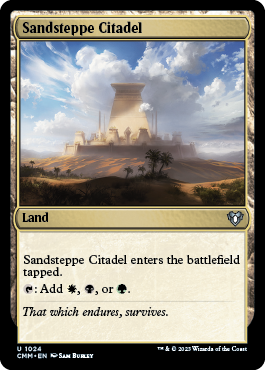 Sandsteppe Citadel
Land
Sandsteppe Citadel enters the battlefield
tapped.
: Add , , or .
That which endures, survives.
U 1024
CMM • EN Sam Burley
™ & © 2023 Wizards of the Coast